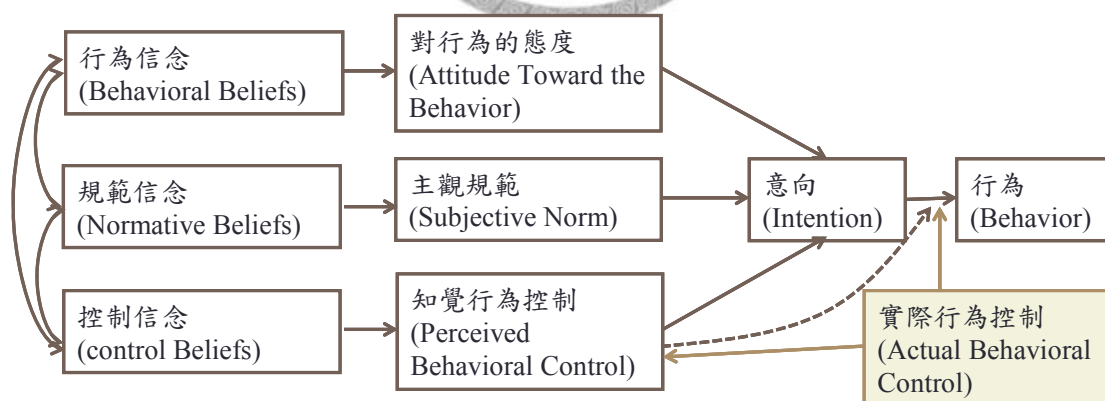 行為信念
(Behavioral Beliefs)
對行為的態度
(Attitude Toward the
Behavior)
規範信念
(Normative Beliefs)
主觀規範
(Subjective Norm)
意向
(Intention)
行為
(Behavior)
控制信念
(control Beliefs)
知覺行為控制
(Perceived
Behavioral Control)
實際行為控制
(Actual Behavioral
Control)